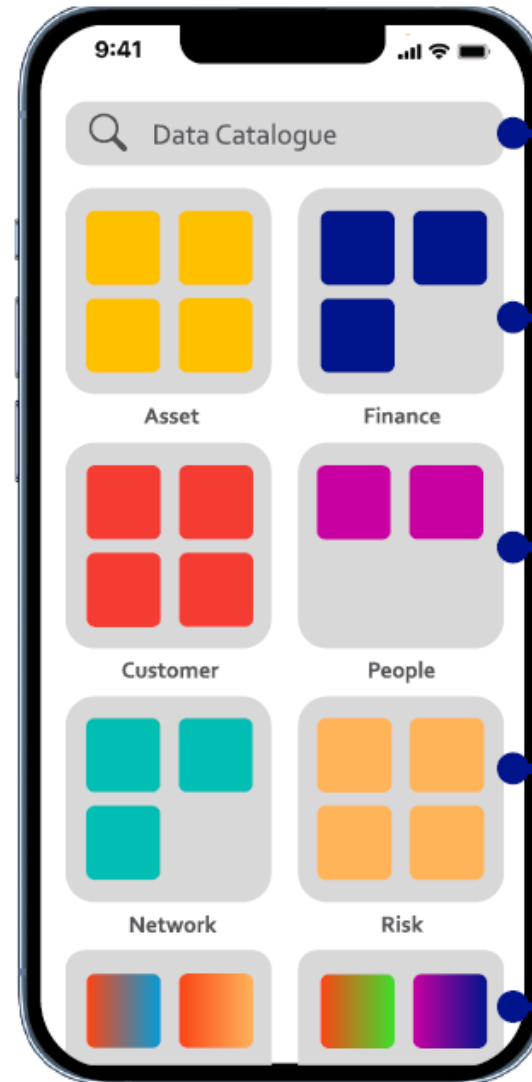 9:41
Data Catalogue
Asset Finance
Customer People
Network Risk